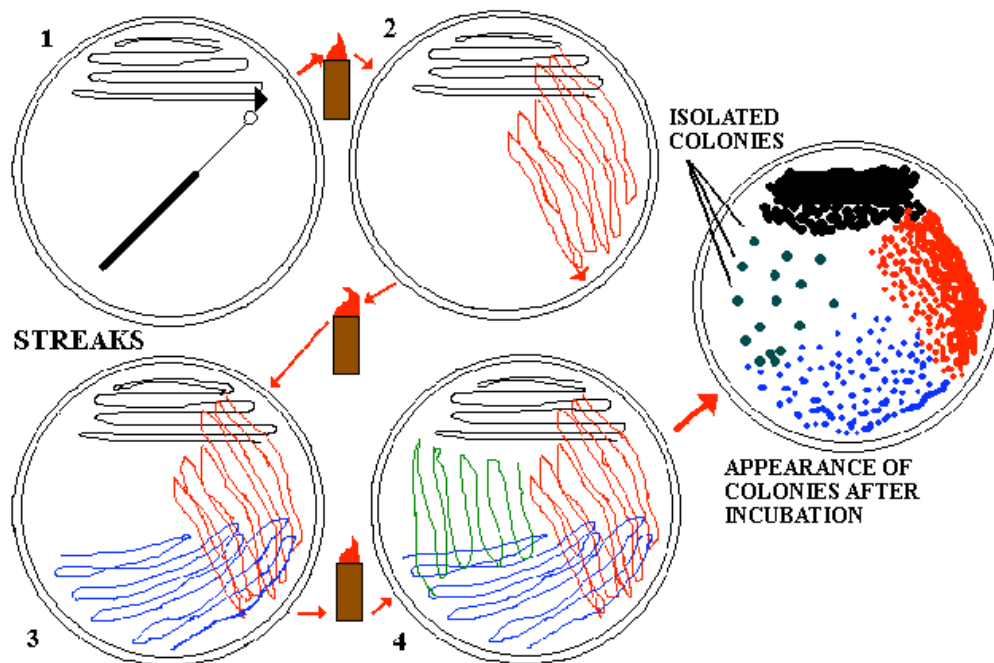 1
2
ISOLATED
COLONIES
STREAKS
3
4
APPEARANCE OF
COLONIES AFTER
INCUBATION